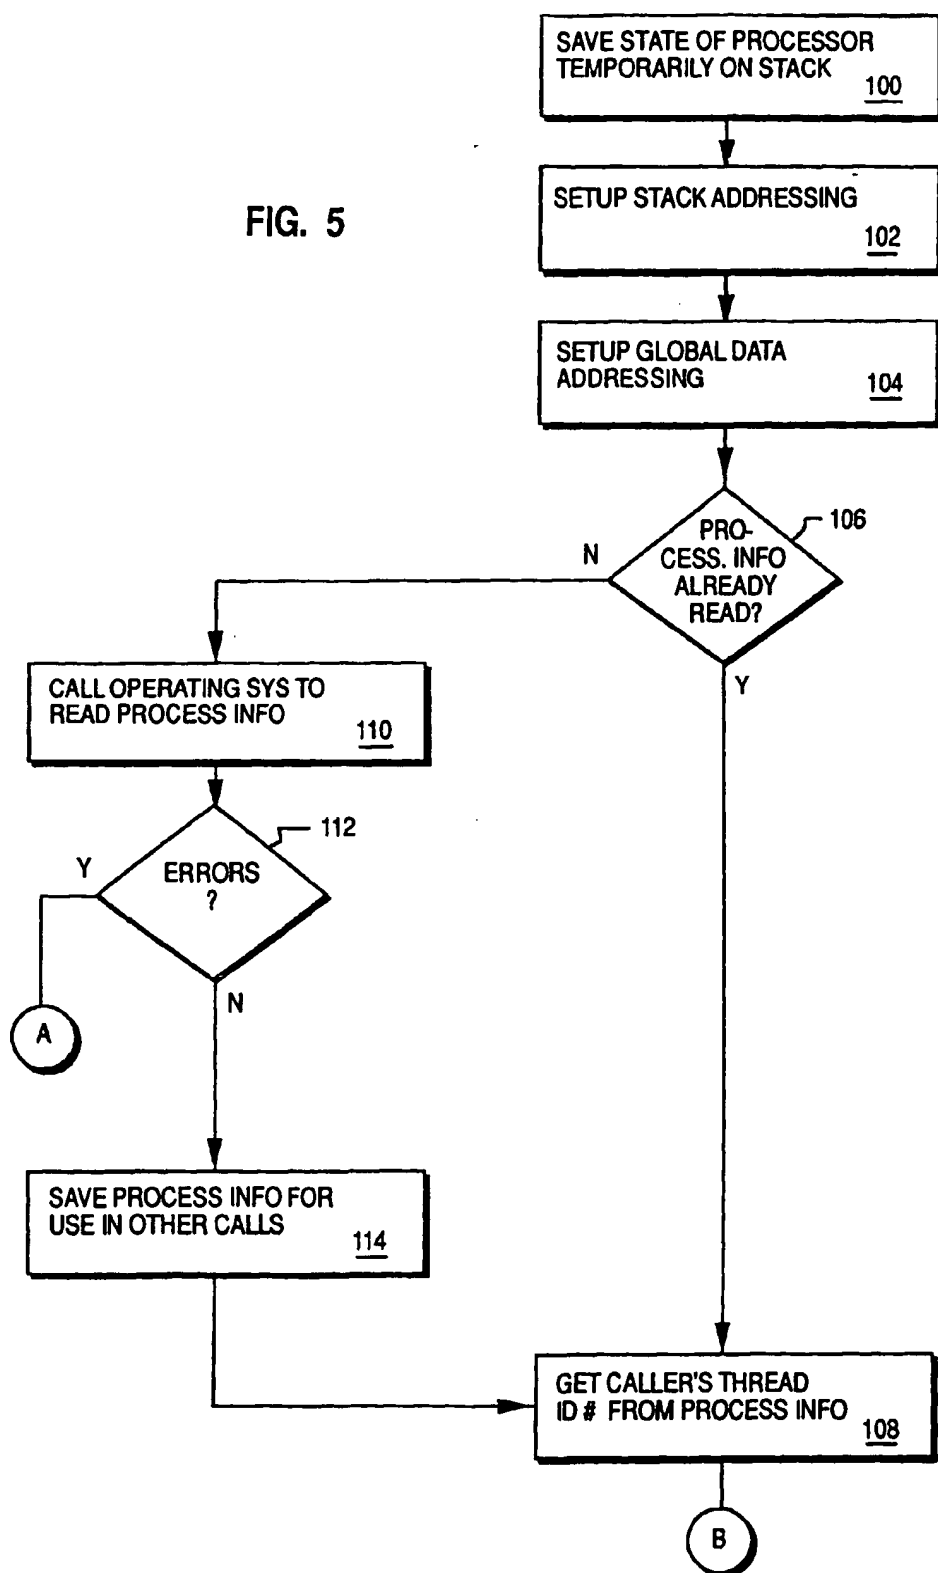 SAVE STATE OF PROCESSOR
TEMPORARILY ON STACK
100
FIG. 5
SETUP STACK ADDRESSING
102
SETUP GLOBAL DATA
ADDRESSING
104
PRO-
CESS. INFO
ALREADY
READ?
106
N
Y
CALL OPERATING SYS TO
READ PROCESS INFO
110
ERRORS
?
112
Y
N
A
SAVE PROCESS INFO FOR
USE IN OTHER CALLS
114
GET CALLER'S THREAD
ID # FROM PROCESS INFO
108
B